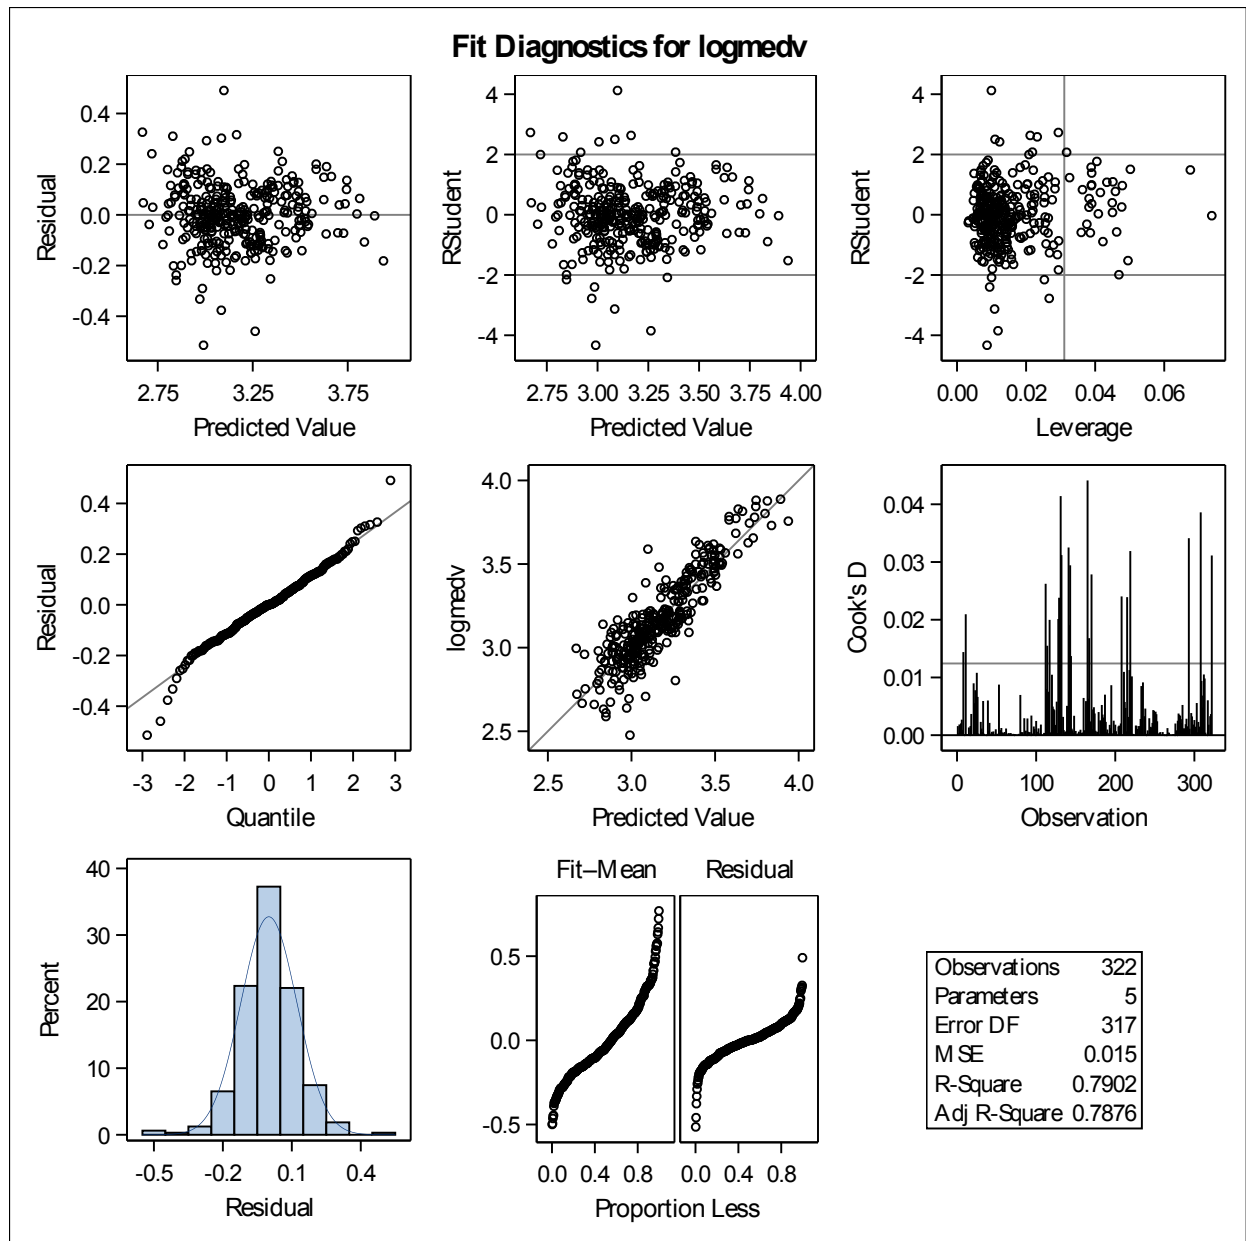 Fit Diagnostics for logmedv
0.4
0.2
0.0
-0.2
-0.4
Residual
2.75 3.25 3.75
Predicted Value
4
2
0
-2
-4
RStudent
2.75 3.00 3.25 3.50 3.75 4.00
Predicted Value
4
2
0
-2
-4
RStudent
0.00 0.02 0.04 0.06
Leverage
0.4
0.2
0.0
-0.2
-0.4
Residual
-3 -2 -1 0 1 2 3
Quantile
4.0
3.5
3.0
2.5
logmedv
2.5 3.0 3.5 4.0
Predicted Value
0.04
0.03
0.02
0.01
0.00
Cook's D
0 100 200 300
Observation
40
30
20
10
0
Percent
-0.5 -0.2 0.1 0.4
Residual
Fit–Mean Residual
0.5
0.0
-0.5
0.0 0.4 0.8 0.0 0.4 0.8
Proportion Less
Observations 322
Parameters 5
Error DF 317
MSE 0.015
R-Square 0.7902
Adj R-Square 0.7876